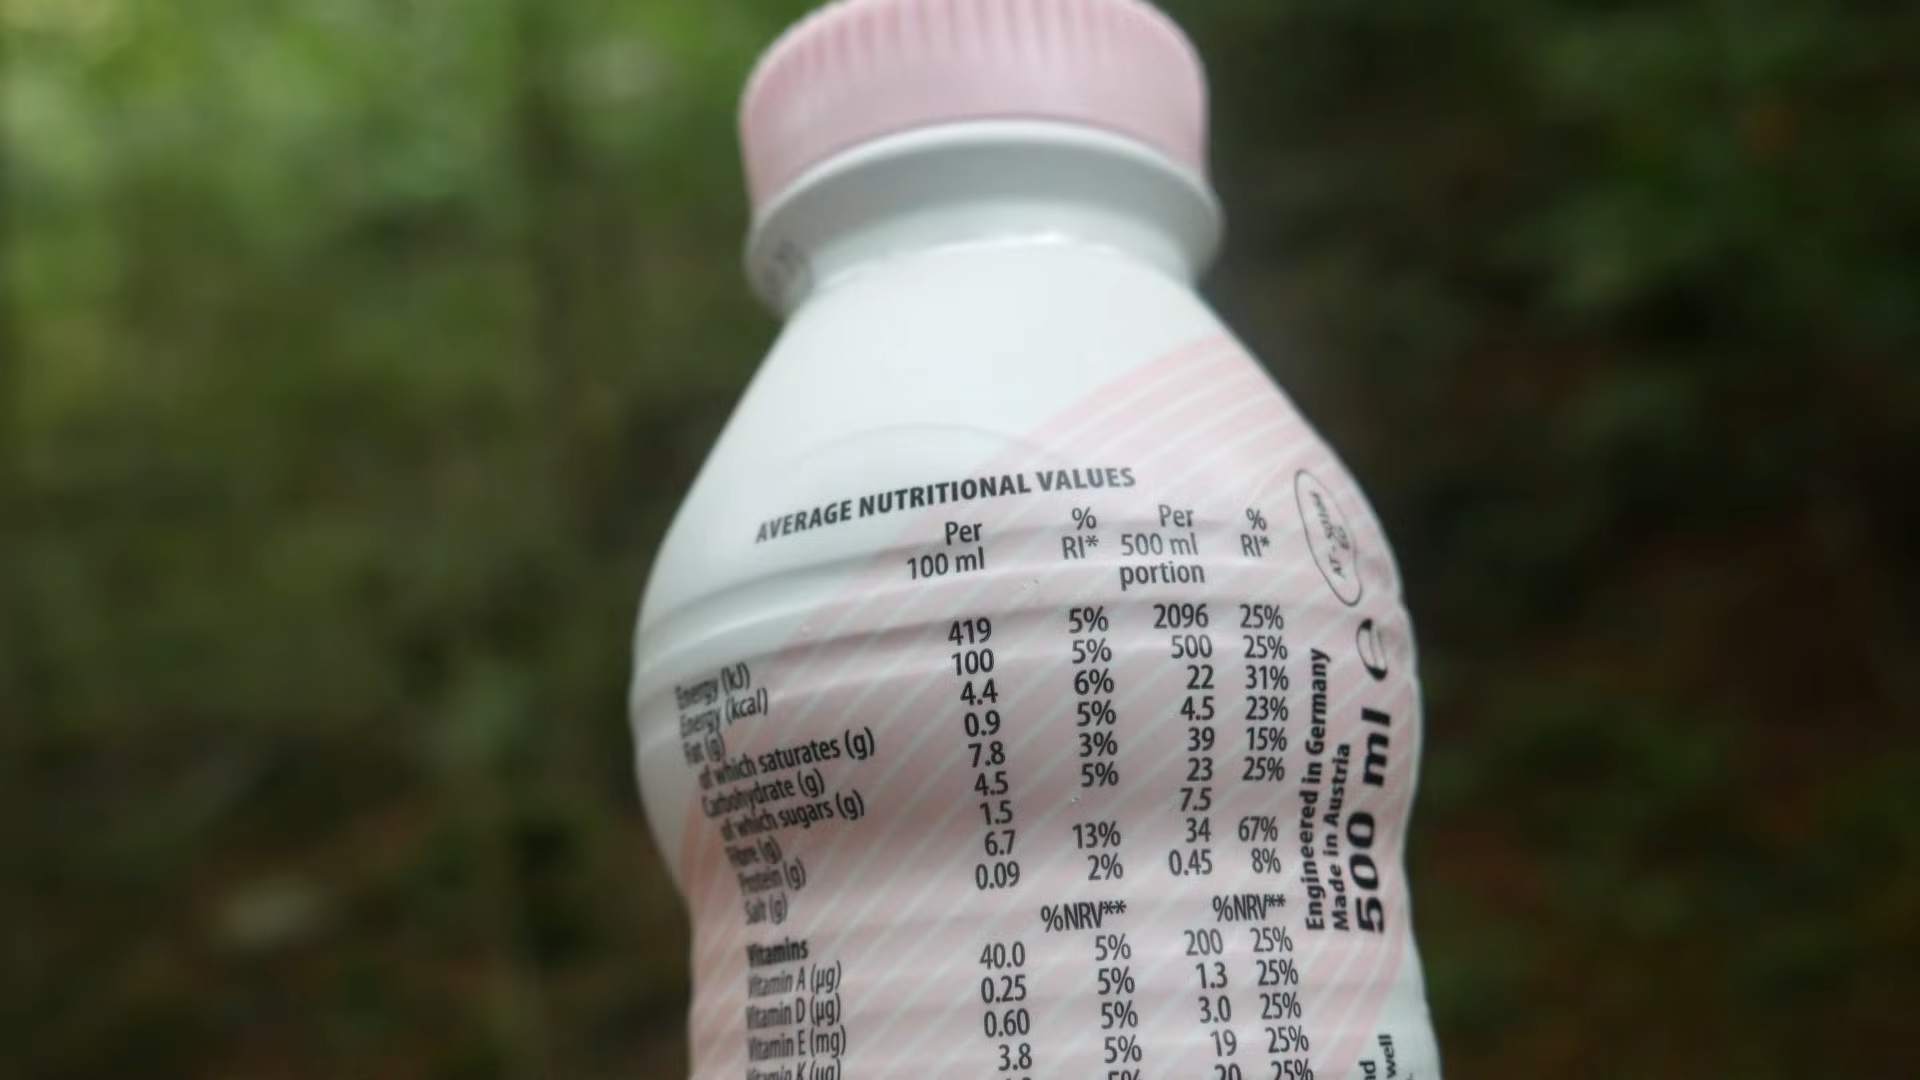 AVERAGE NUTRITIONAL VALUES
Per 100 ml % RI* Per 500 ml portion % RI*
Energy (kJ) 419 5% 2096 25%
Energy (kcal) 100 5% 500 25%
Fat (g) 4.4 6% 22 31%
of which saturates (g) 0.9 5% 4.5 23%
Carbohydrate (g) 7.8 3% 39 15%
of which sugars (g) 4.5 5% 23 25%
Fibre (g) 1.5 7.5
Protein (g) 6.7 13% 34 67%
Salt (g) 0.09 2% 0.45 8%
Vitamins %NRV** %NRV**
Vitamin A (µg) 40.0 5% 200 25%
Vitamin D (µg) 0.25 5% 1.3 25%
Vitamin E (mg) 0.60 5% 3.0 25%
Vitamin K (µg) 3.8 5% 19 25%
20 25%
Engineered in Germany
Made in Austria
500 ml e
well